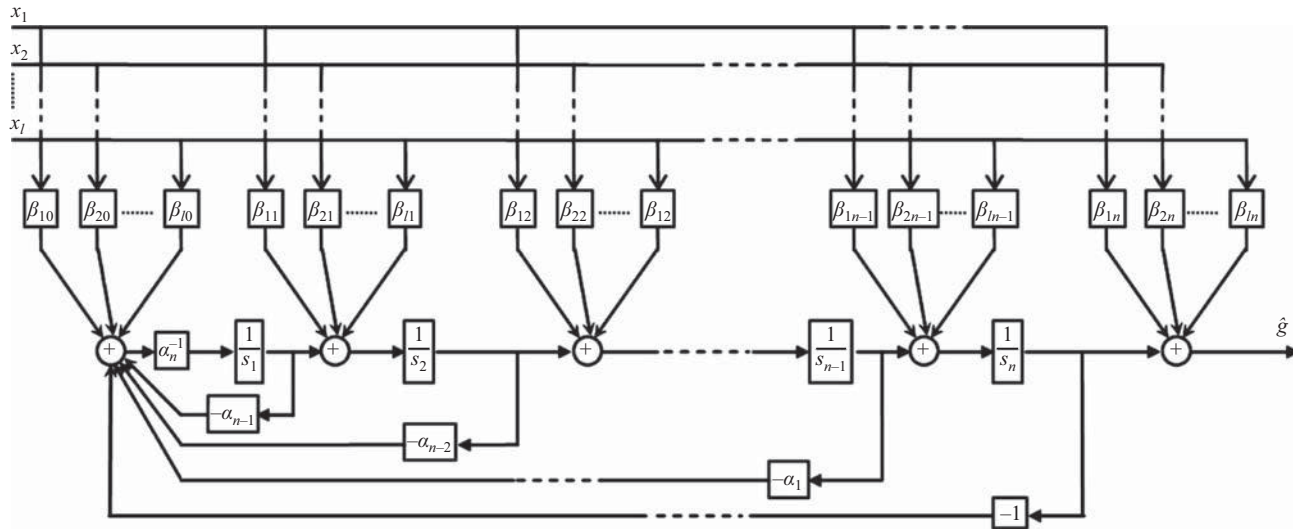 x₁
x₂
xₗ
β₁₀ β₂₀ ........ βₗ₀ β₁₁ β₂₁ ........ βₗ₁ β₁₂ β₂₂ ........ β₁₂ β₁ₙ₋₁ β₂ₙ₋₁ ........ βₗₙ₋₁ β₁ₙ β₂ₙ ........ βₗₙ
ĝ
+ αₙ⁻¹ 1/s₁ + 1/s₂ + 1/sₙ₋₁ + 1/sₙ +
–αₙ₋₁
–αₙ₋₂
–α₁
–1